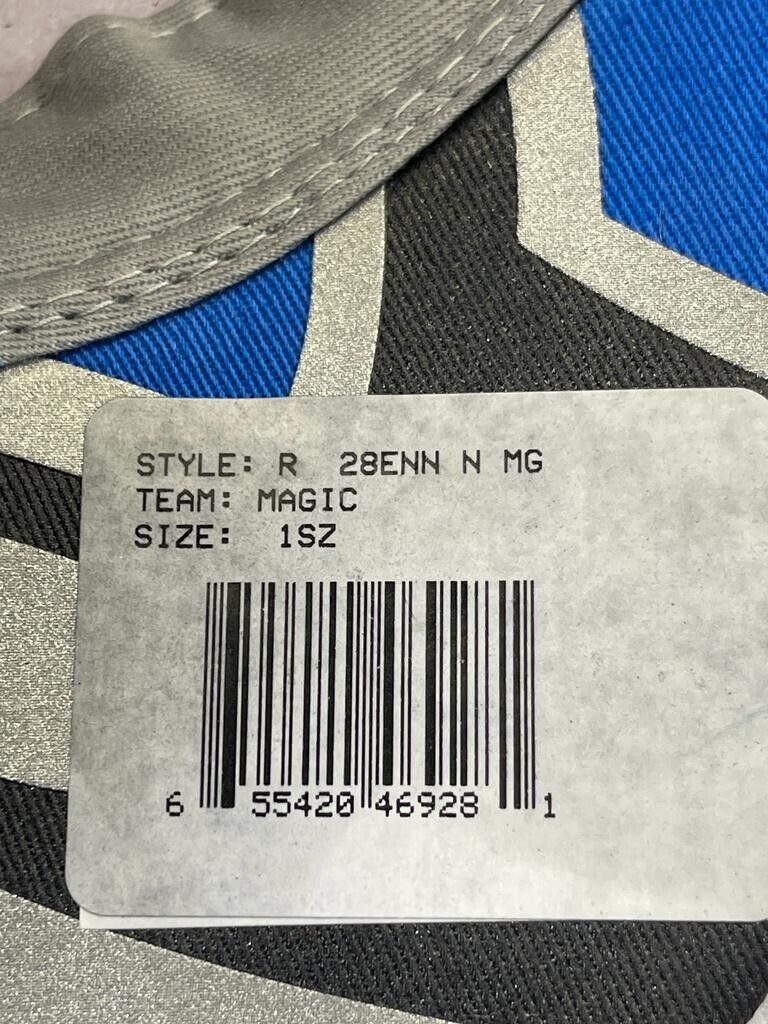 STYLE: R  28ENN N MG
TEAM: MAGIC
SIZE:  1SZ
6 55420 46928 1